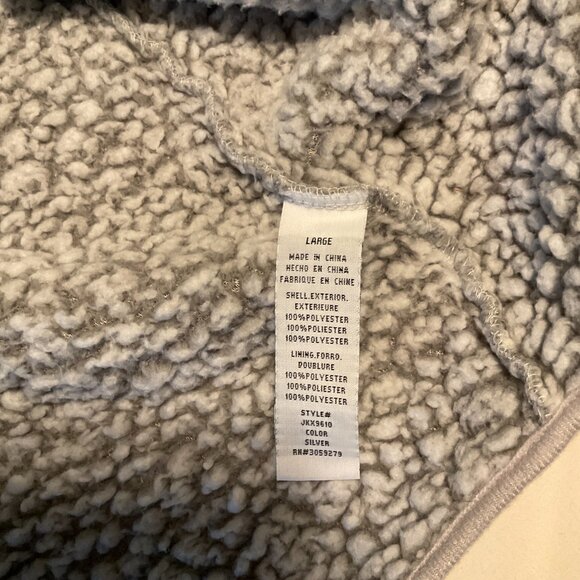 LARGE
MADE IN CHINA
HECHO EN CHINA
FABRIQUE EN CHINE
SHELL.EXTERIOR.
EXTERIEURE
100%POLYESTER
100%POLIESTER
100%POLYESTER
LINING.FORRO.
DOUBLURE
100%POLYESTER
100%POLIESTER
100%POLYESTER
STYLE#
JKX9610
COLOR
SILVER
RN#3059279